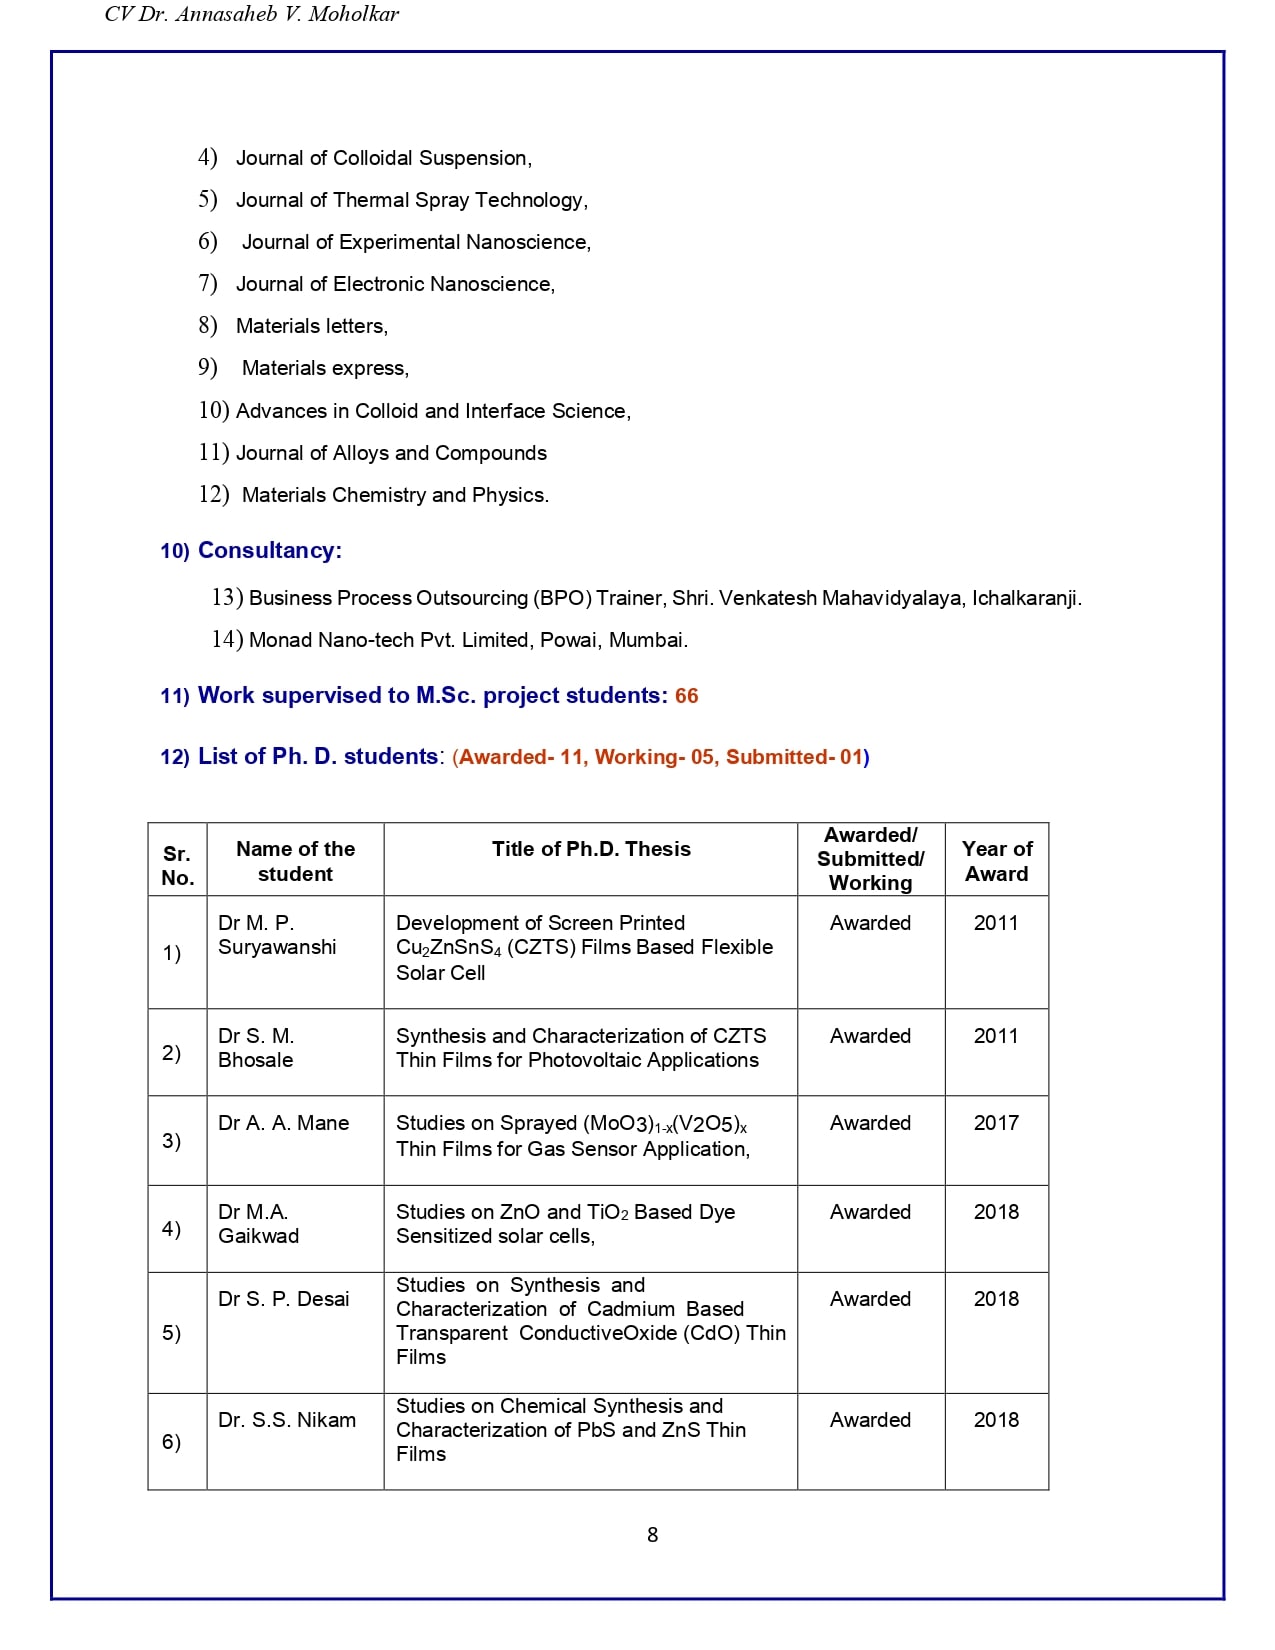 CV Dr. Annasaheb V. Moholkar
4) Journal of Colloidal Suspension,
5) Journal of Thermal Spray Technology,
6) Journal of Experimental Nanoscience,
7) Journal of Electronic Nanoscience,
8) Materials letters,
9) Materials express,
10) Advances in Colloid and Interface Science,
11) Journal of Alloys and Compounds
12) Materials Chemistry and Physics.
10) Consultancy:
13) Business Process Outsourcing (BPO) Trainer, Shri. Venkatesh Mahavidyalaya, Ichalkaranji.
14) Monad Nano-tech Pvt. Limited, Powai, Mumbai.
11) Work supervised to M.Sc. project students: 66
12) List of Ph. D. students: (Awarded- 11, Working- 05, Submitted- 01)
Sr.
No.
Name of the
student
Title of Ph.D. Thesis
Awarded/
Submitted/
Working
Year of
Award
1)
Dr M. P.
Suryawanshi
Development of Screen Printed
Cu₂ZnSnS₄ (CZTS) Films Based Flexible
Solar Cell
Awarded
2011
2)
Dr S. M.
Bhosale
Synthesis and Characterization of CZTS
Thin Films for Photovoltaic Applications
Awarded
2011
3)
Dr A. A. Mane
Studies on Sprayed (MoO3)₁₋ₓ(V2O5)ₓ
Thin Films for Gas Sensor Application,
Awarded
2017
4)
Dr M.A.
Gaikwad
Studies on ZnO and TiO₂ Based Dye
Sensitized solar cells,
Awarded
2018
5)
Dr S. P. Desai
Studies on Synthesis and
Characterization of Cadmium Based
Transparent ConductiveOxide (CdO) Thin
Films
Awarded
2018
6)
Dr. S.S. Nikam
Studies on Chemical Synthesis and
Characterization of PbS and ZnS Thin
Films
Awarded
2018
8